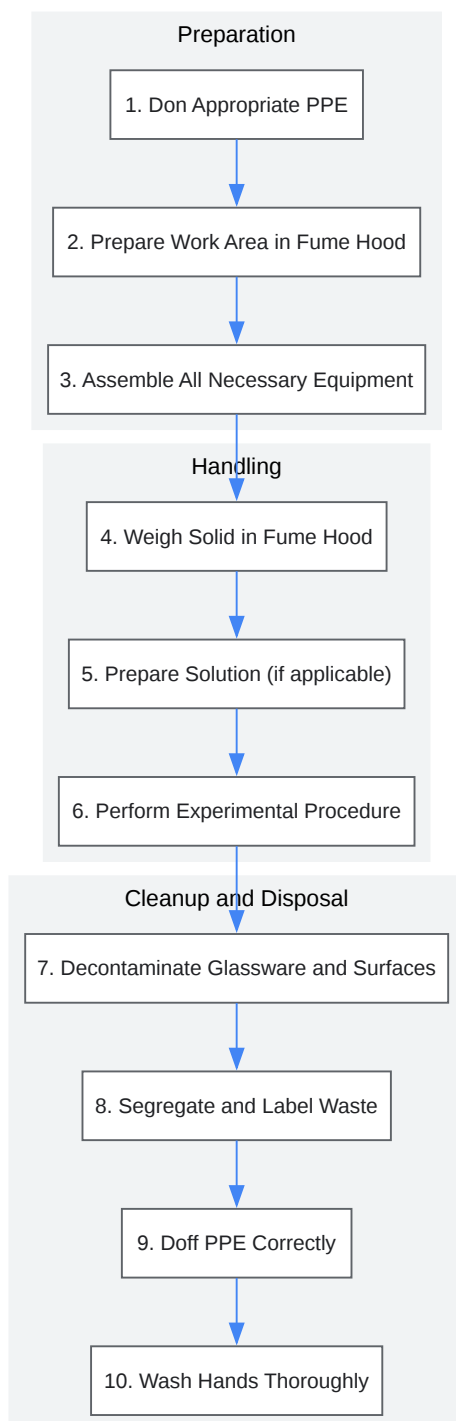 Preparation
1. Don Appropriate PPE
2. Prepare Work Area in Fume Hood
3. Assemble All Necessary Equipment
Handling
4. Weigh Solid in Fume Hood
5. Prepare Solution (if applicable)
6. Perform Experimental Procedure
Cleanup and Disposal
7. Decontaminate Glassware and Surfaces
8. Segregate and Label Waste
9. Doff PPE Correctly
10. Wash Hands Thoroughly